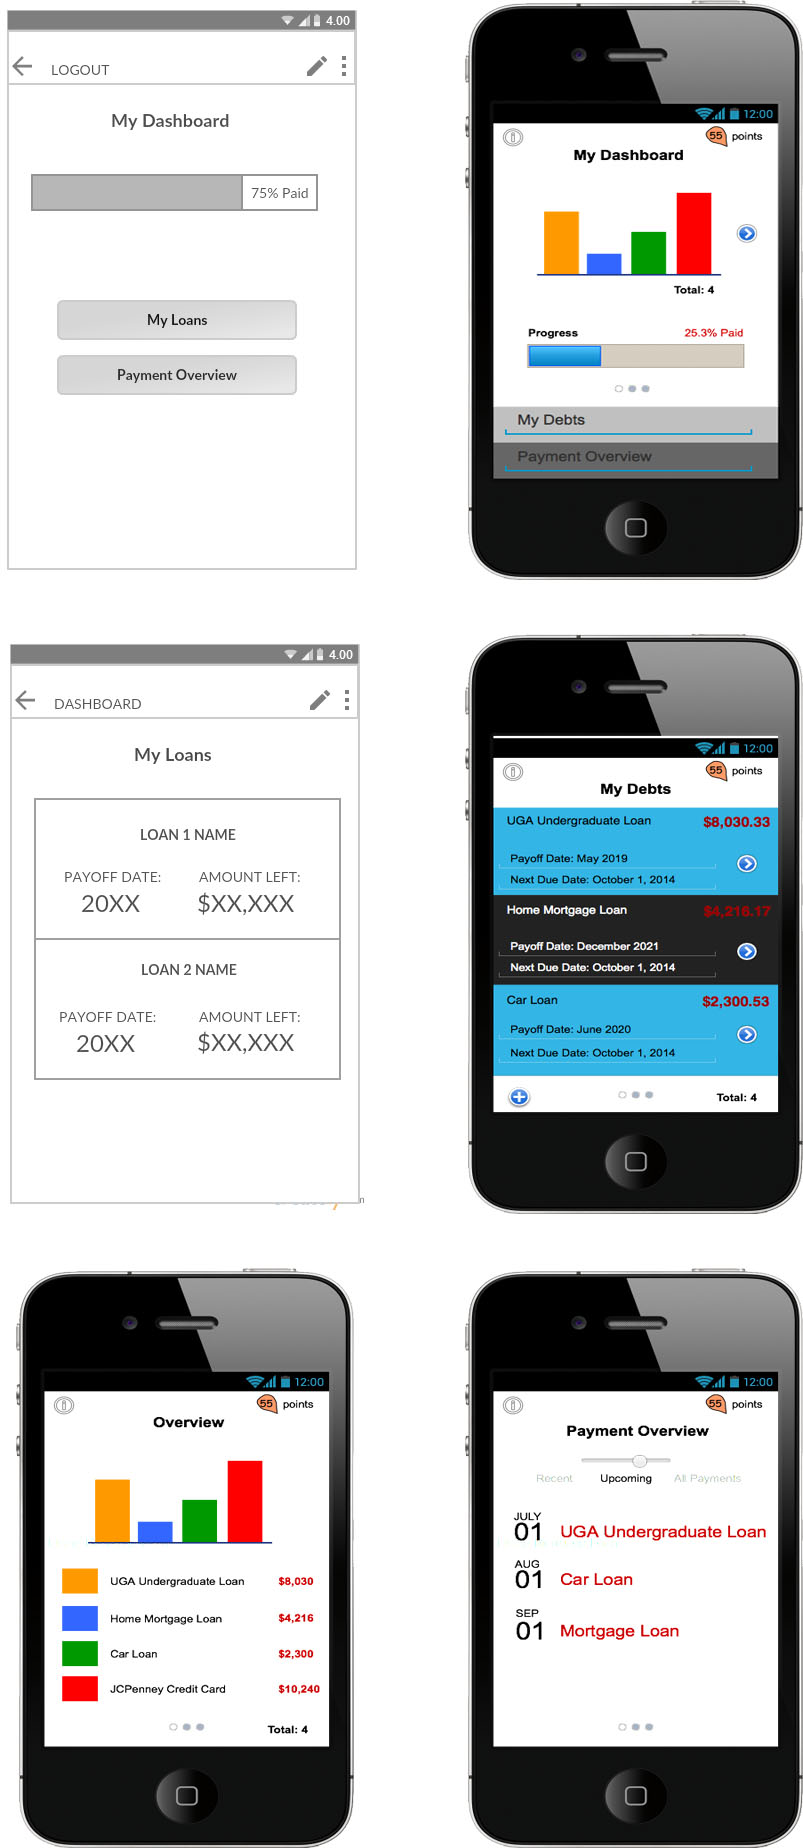 4.00
LOGOUT
My Dashboard
75% Paid
My Loans
Payment Overview
12:00
55 points
My Dashboard
Total: 4
Progress 25.3% Paid
My Debts
Payment Overview
4.00
DASHBOARD
My Loans
LOAN 1 NAME
PAYOFF DATE: AMOUNT LEFT:
20XX $XX,XXX
LOAN 2 NAME
PAYOFF DATE: AMOUNT LEFT:
20XX $XX,XXX
12:00
55 points
My Debts
UGA Undergraduate Loan $8,030.33
Payoff Date: May 2019
Next Due Date: October 1, 2014
Home Mortgage Loan $4,216.17
Payoff Date: December 2021
Next Due Date: October 1, 2014
Car Loan $2,300.53
Payoff Date: June 2020
Next Due Date: October 1, 2014
Total: 4
12:00
55 points
Overview
UGA Undergraduate Loan $8,030
Home Mortgage Loan $4,216
Car Loan $2,300
JCPenney Credit Card $10,240
Total: 4
12:00
55 points
Payment Overview
Recent Upcoming All Payments
JULY
01 UGA Undergraduate Loan
AUG
01 Car Loan
SEP
01 Mortgage Loan